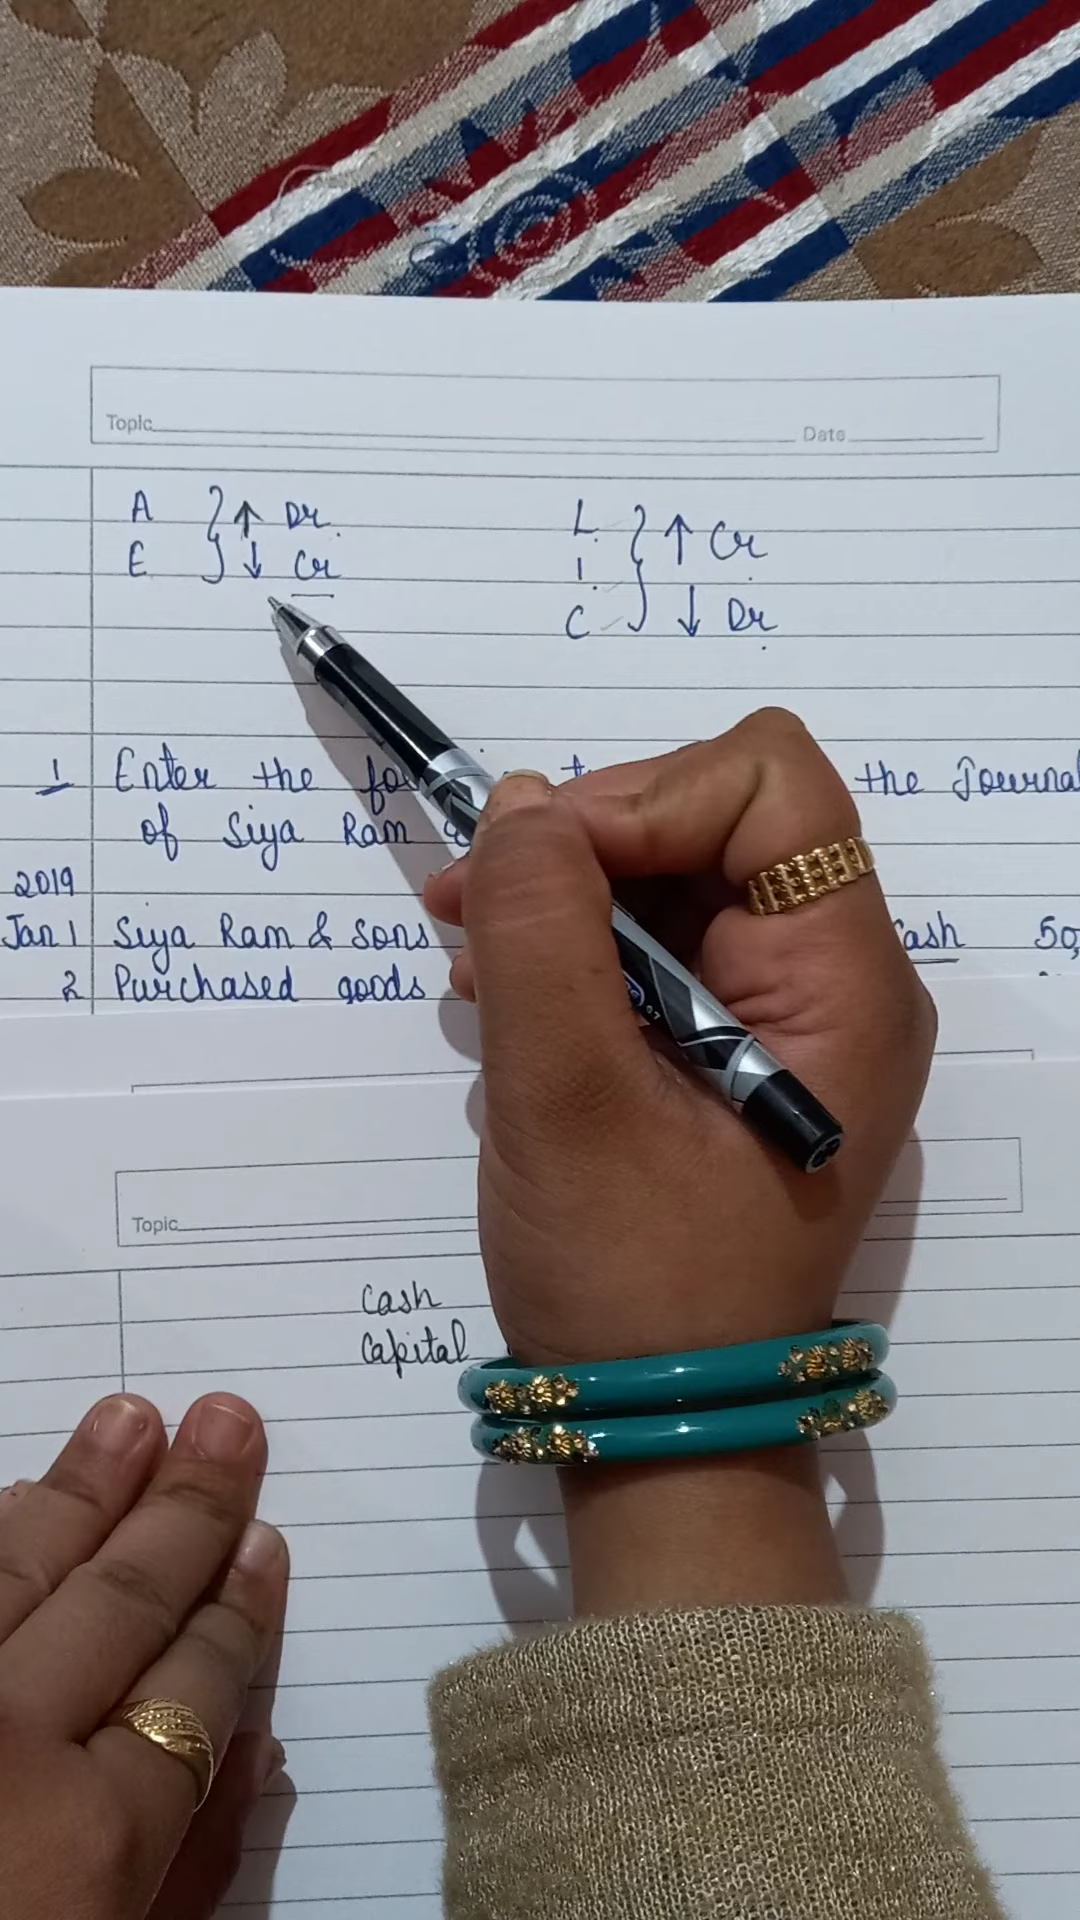 Topic Date
A ↑ Dr. L. ↑ Cr
E ↓ Cr I.
C ↓ Dr
1 Enter the the Journal
of Siya Ram &
2019
Jan 1 Siya Ram & Sons Cash 50,
2 Purchased goods
Topic
Cash
Capital